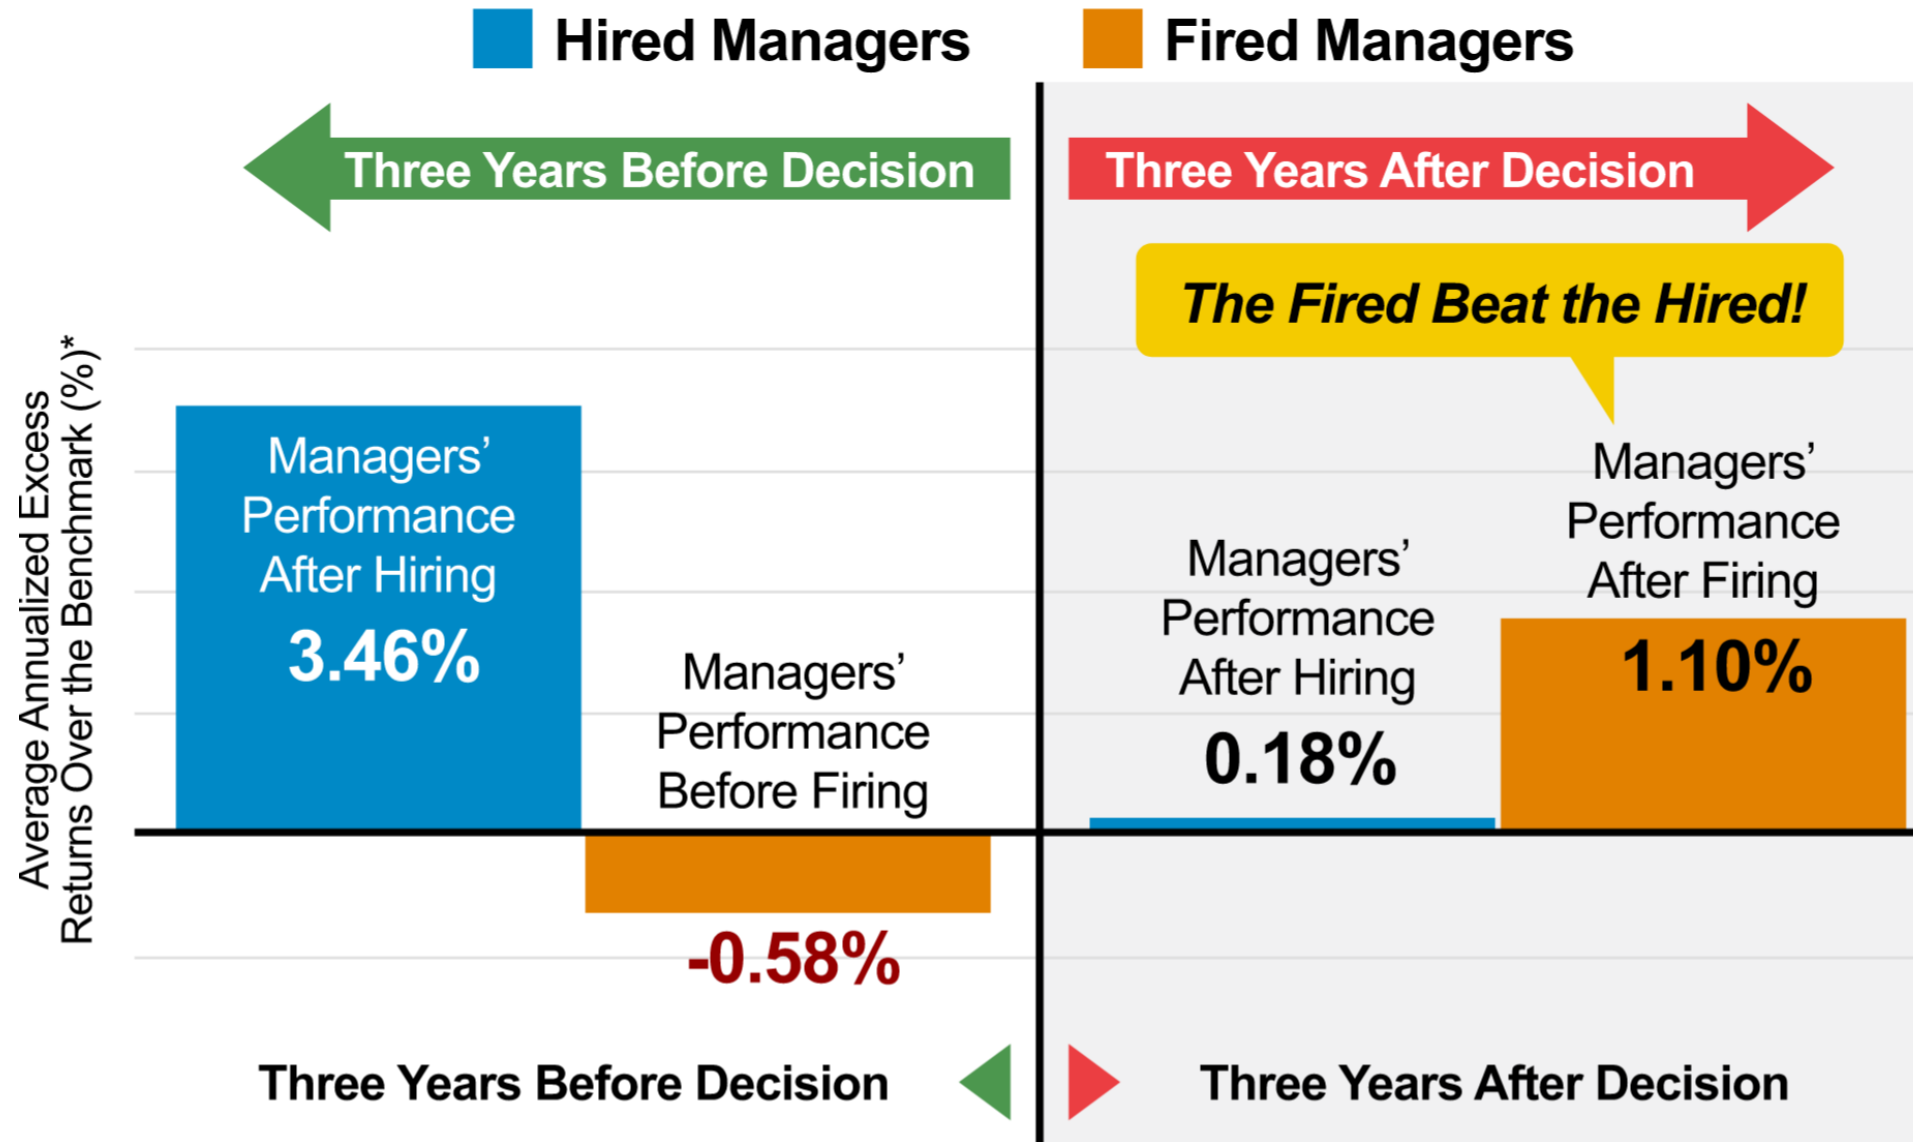 Hired Managers
Fired Managers
Three Years Before Decision
Three Years After Decision
The Fired Beat the Hired!
Average Annualized Excess
Returns Over the Benchmark (%)*
Managers’
Performance
After Hiring
3.46%
Managers’
Performance
Before Firing
-0.58%
Managers’
Performance
After Hiring
0.18%
Managers’
Performance
After Firing
1.10%
Three Years Before Decision
Three Years After Decision